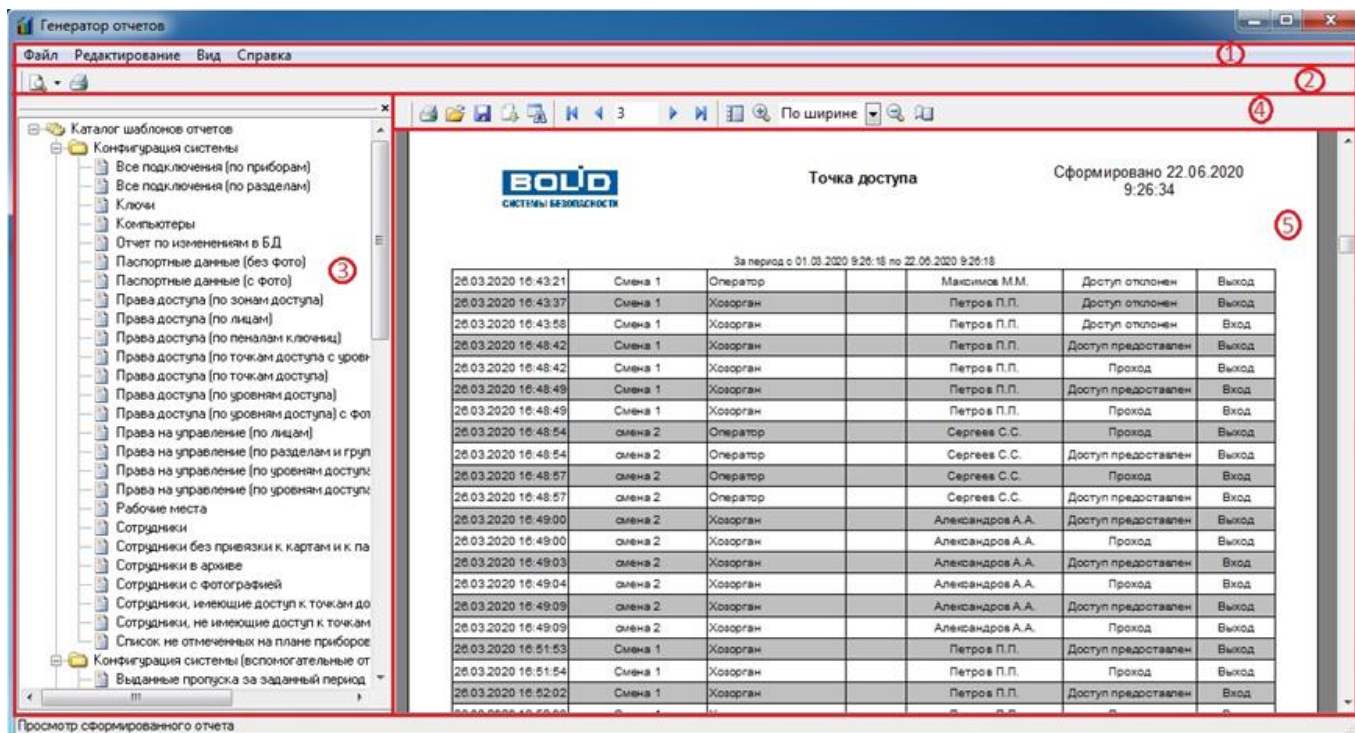 Генератор отчетов
Файл Редактирование Вид Справка
1
2
3 По ширине
4
Каталог шаблонов отчетов
Конфигурация системы
Все подключения (по приборам)
Все подключения (по разделам)
Ключи
Компьютеры
Отчет по изменениям в БД
Паспортные данные (без фото)
Паспортные данные (с фото)
Права доступа (по зонам доступа)
Права доступа (по лицам)
Права доступа (по пеналам ключниц)
Права доступа (по точкам доступа с уровн
Права доступа (по точкам доступа)
Права доступа (по уровням доступа)
Права доступа (по уровням доступа) с фот
Права на управление (по лицам)
Права на управление (по разделам и груп
Права на управление (по уровням доступа
Права на управление (по уровням доступа
Рабочие места
Сотрудники
Сотрудники без привязки к картам и к па
Сотрудники в архиве
Сотрудники с фотографией
Сотрудники, имеющие доступ к точкам до
Сотрудники, не имеющие доступ к точкам
Список не отмеченных на плане приборов
Конфигурация системы (вспомогательные от
Выданные пропуска за заданный период
3
BOLID
СИСТЕМЫ БЕЗОПАСНОСТИ
Точка доступа
Сформировано 22.06.2020
9:26:34
5
За период с 01.03.2020 9:26:18 по 22.06.2020 9:26:18
26.03.2020 16:43:21 Смена 1 Оператор Максимов М.М. Доступ отклонен Выход
26.03.2020 16:43:37 Смена 1 Хозорган Петров П.П. Доступ отклонен Выход
26.03.2020 16:43:58 Смена 1 Хозорган Петров П.П. Доступ отклонен Вход
26.03.2020 16:48:42 Смена 1 Хозорган Петров П.П. Доступ предоставлен Выход
26.03.2020 16:48:42 Смена 1 Хозорган Петров П.П. Проход Выход
26.03.2020 16:48:49 Смена 1 Хозорган Петров П.П. Доступ предоставлен Вход
26.03.2020 16:48:49 Смена 1 Хозорган Петров П.П. Проход Вход
26.03.2020 16:48:54 смена 2 Оператор Сергеев С.С. Проход Выход
26.03.2020 16:48:54 смена 2 Оператор Сергеев С.С. Доступ предоставлен Выход
26.03.2020 16:48:57 смена 2 Оператор Сергеев С.С. Проход Вход
26.03.2020 16:48:57 смена 2 Оператор Сергеев С.С. Доступ предоставлен Вход
26.03.2020 16:49:00 смена 2 Хозорган Александров А.А. Доступ предоставлен Выход
26.03.2020 16:49:00 смена 2 Хозорган Александров А.А. Проход Выход
26.03.2020 16:49:03 смена 2 Хозорган Александров А.А. Доступ предоставлен Вход
26.03.2020 16:49:04 смена 2 Хозорган Александров А.А. Проход Вход
26.03.2020 16:49:09 смена 2 Хозорган Александров А.А. Доступ предоставлен Выход
26.03.2020 16:49:09 смена 2 Хозорган Александров А.А. Проход Выход
26.03.2020 16:51:53 Смена 1 Хозорган Петров П.П. Доступ предоставлен Выход
26.03.2020 16:51:54 Смена 1 Хозорган Петров П.П. Проход Выход
26.03.2020 16:52:02 Смена 1 Хозорган Петров П.П. Доступ предоставлен Вход
Просмотр сформированного отчета